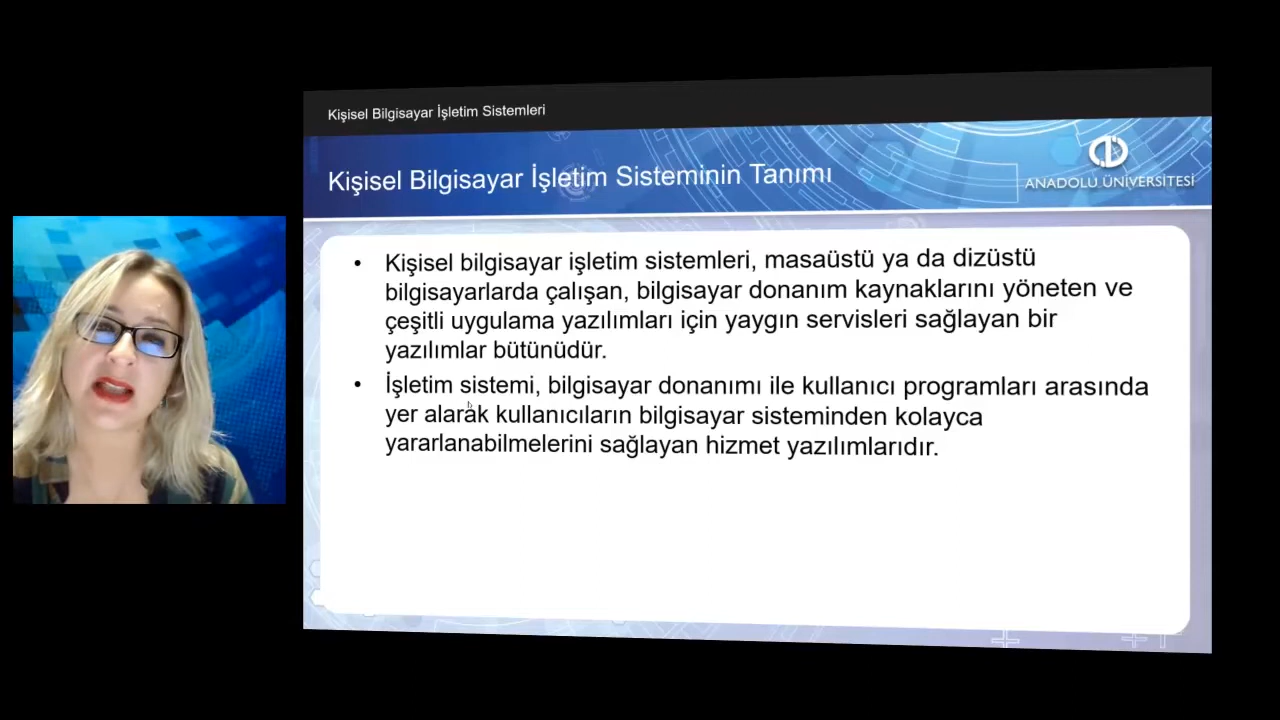 Kişisel Bilgisayar İşletim Sistemleri
Kişisel Bilgisayar İşletim Sisteminin Tanımı
ANADOLU ÜNİVERSİTESİ
• Kişisel bilgisayar işletim sistemleri, masaüstü ya da dizüstü
bilgisayarlarda çalışan, bilgisayar donanım kaynaklarını yöneten ve
çeşitli uygulama yazılımları için yaygın servisleri sağlayan bir
yazılımlar bütünüdür.
• İşletim sistemi, bilgisayar donanımı ile kullanıcı programları arasında
yer alarak kullanıcıların bilgisayar sisteminden kolayca
yararlanabilmelerini sağlayan hizmet yazılımlarıdır.